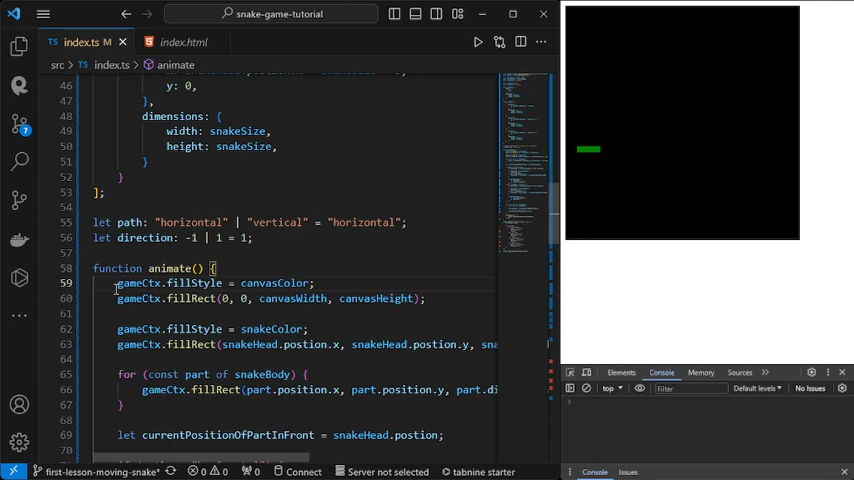 snake-game-tutorial
index.ts M
index.html
src > index.ts > animate
46 y: 0,
47 },
48 dimensions: {
49 width: snakeSize,
50 height: snakeSize,
51 }
52 }
53 ];
54
55 let path: "horizontal" | "vertical" = "horizontal";
56 let direction: -1 | 1 = 1;
57
58 function animate() {
59 gameCtx.fillStyle = canvasColor;
60 gameCtx.fillRect(0, 0, canvasWidth, canvasHeight);
61
62 gameCtx.fillStyle = snakeColor;
63 gameCtx.fillRect(snakeHead.postion.x, snakeHead.postion.y, sna
64
65 for (const part of snakeBody) {
66 gameCtx.fillRect(part.position.x, part.position.y, part.di
67 }
68
69 let currentPositionOfPartInFront = snakeHead.postion;
70
7
first-lesson-moving-snake*
0
0
0
Connect
Server not selected
tabnine starter
Elements
Console
Memory
Sources
top
Filter
Default levels
No Issues
Console
Issues